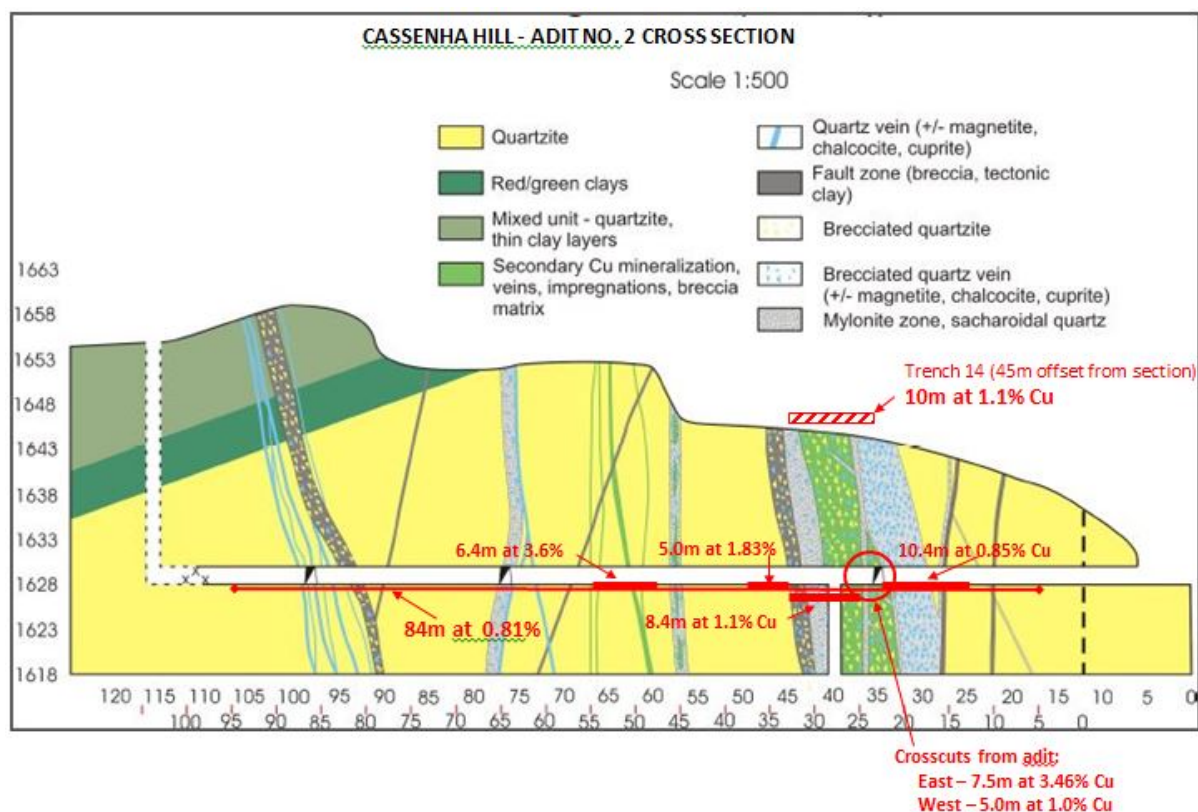 CASSENHA HILL - ADIT NO. 2 CROSS SECTION
Scale 1:500
Quartzite
Red/green clays
Mixed unit - quartzite,
thin clay layers
Secondary Cu mineralization,
veins, impregnations, breccia
matrix
Quartz vein (+/- magnetite,
chalcocite, cuprite)
Fault zone (breccia, tectonic
clay)
Brecciated quartzite
Brecciated quartz vein
(+/- magnetite, chalcocite, cuprite)
Mylonite zone, sacharoidal quartz
1663
1658
1653
1648
1643
1638
1633
1628
1623
1618
Trench 14 (45m offset from section)
10m at 1.1% Cu
6.4m at 3.6%
5.0m at 1.83%
10.4m at 0.85% Cu
X X
X X
84m at 0.81%
8.4m at 1.1% Cu
120 115 110 100 95 90 85 80 75 71 65 60 50 50 45 40 35 30 25 20 15 10 5 0
100 95 90 85 80 75 70 65 60 55 50 45 40 35 30 25 20 15 10 5 0
Crosscuts from adit:
East – 7.5m at 3.46% Cu
West – 5.0m at 1.0% Cu